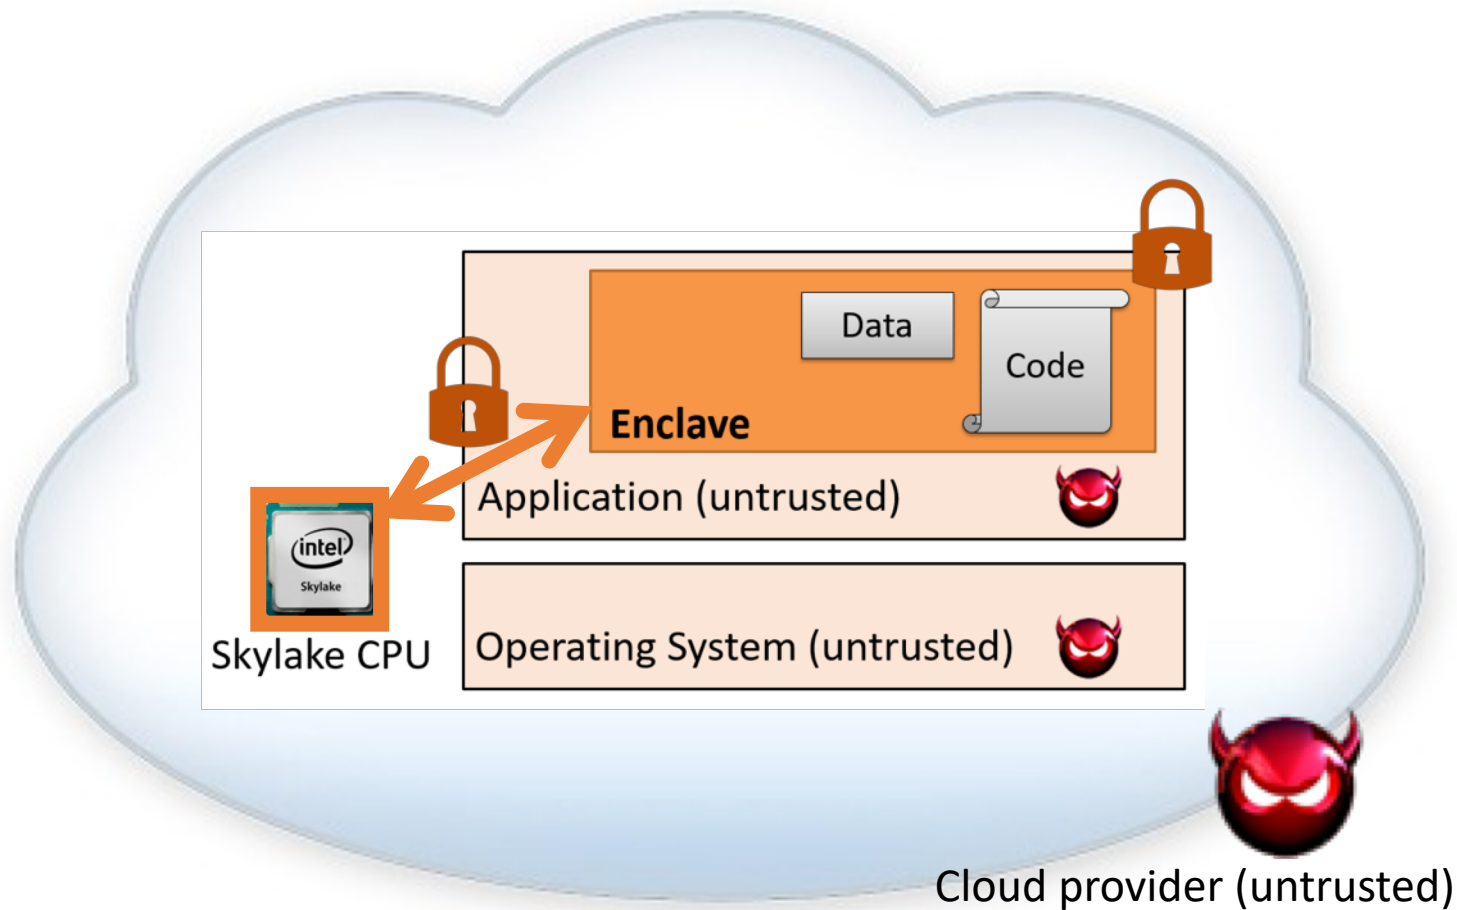 Data
Code
Enclave
Application (untrusted)
intel
Skylake
Skylake CPU
Operating System (untrusted)
Cloud provider (untrusted)